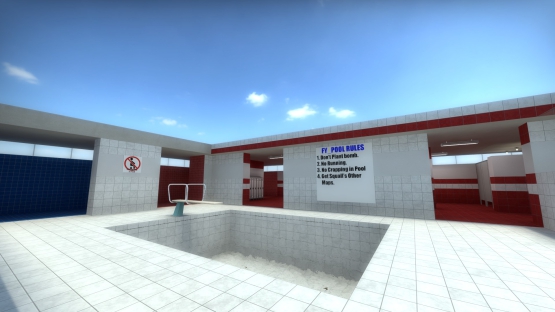 FY_POOL RULES
1. Don't Plant bomb.
2. No Running.
3. No Crapping in Pool
4. Get Squall's Other
Maps.